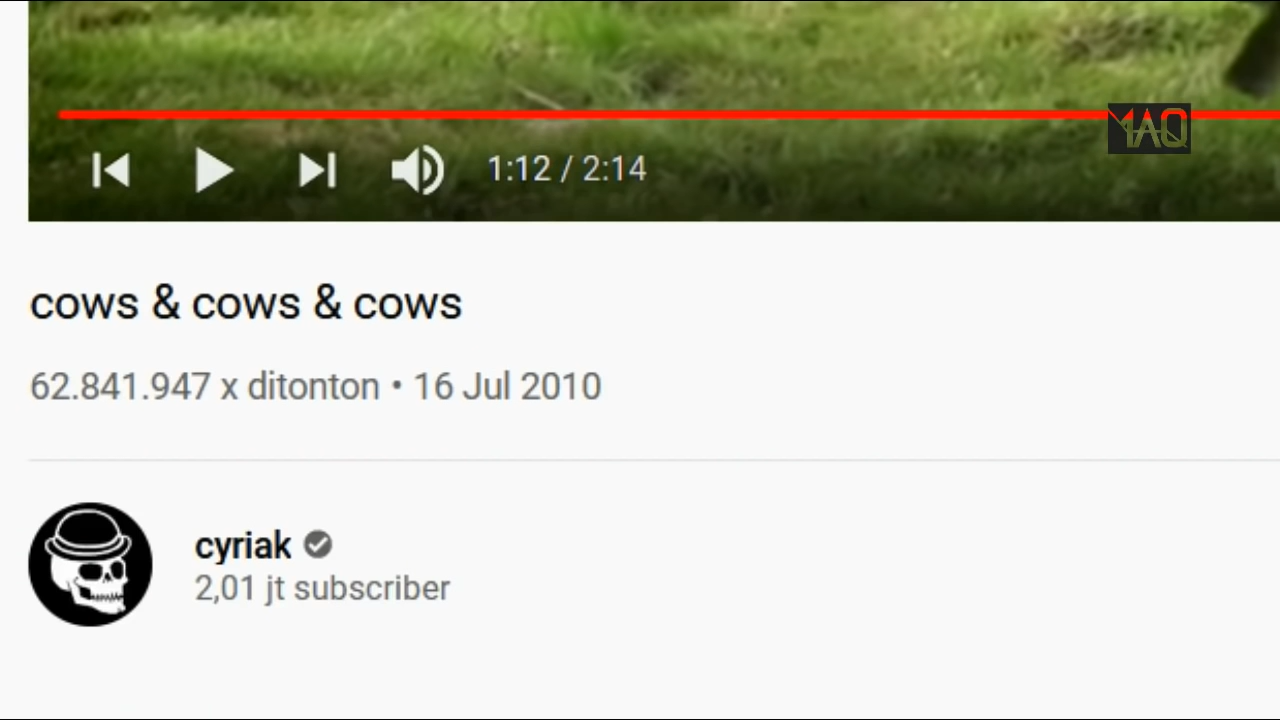 1:12 / 2:14
1AQ
cows & cows & cows
62.841.947 x ditonton • 16 Jul 2010
cyriak
2,01 jt subscriber